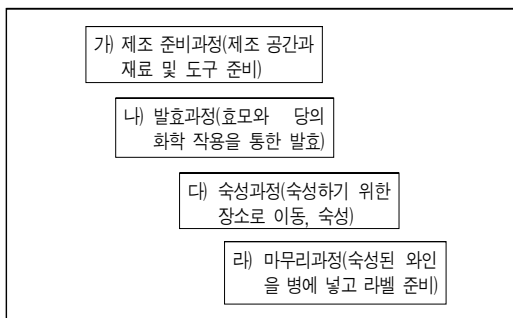 가) 제조 준비과정(제조 공간과
재료 및 도구 준비)
나) 발효과정(효모와 당의
화학 작용을 통한 발효)
다) 숙성과정(숙성하기 위한
장소로 이동, 숙성)
라) 마무리과정(숙성된 와인
을 병에 넣고 라벨 준비)